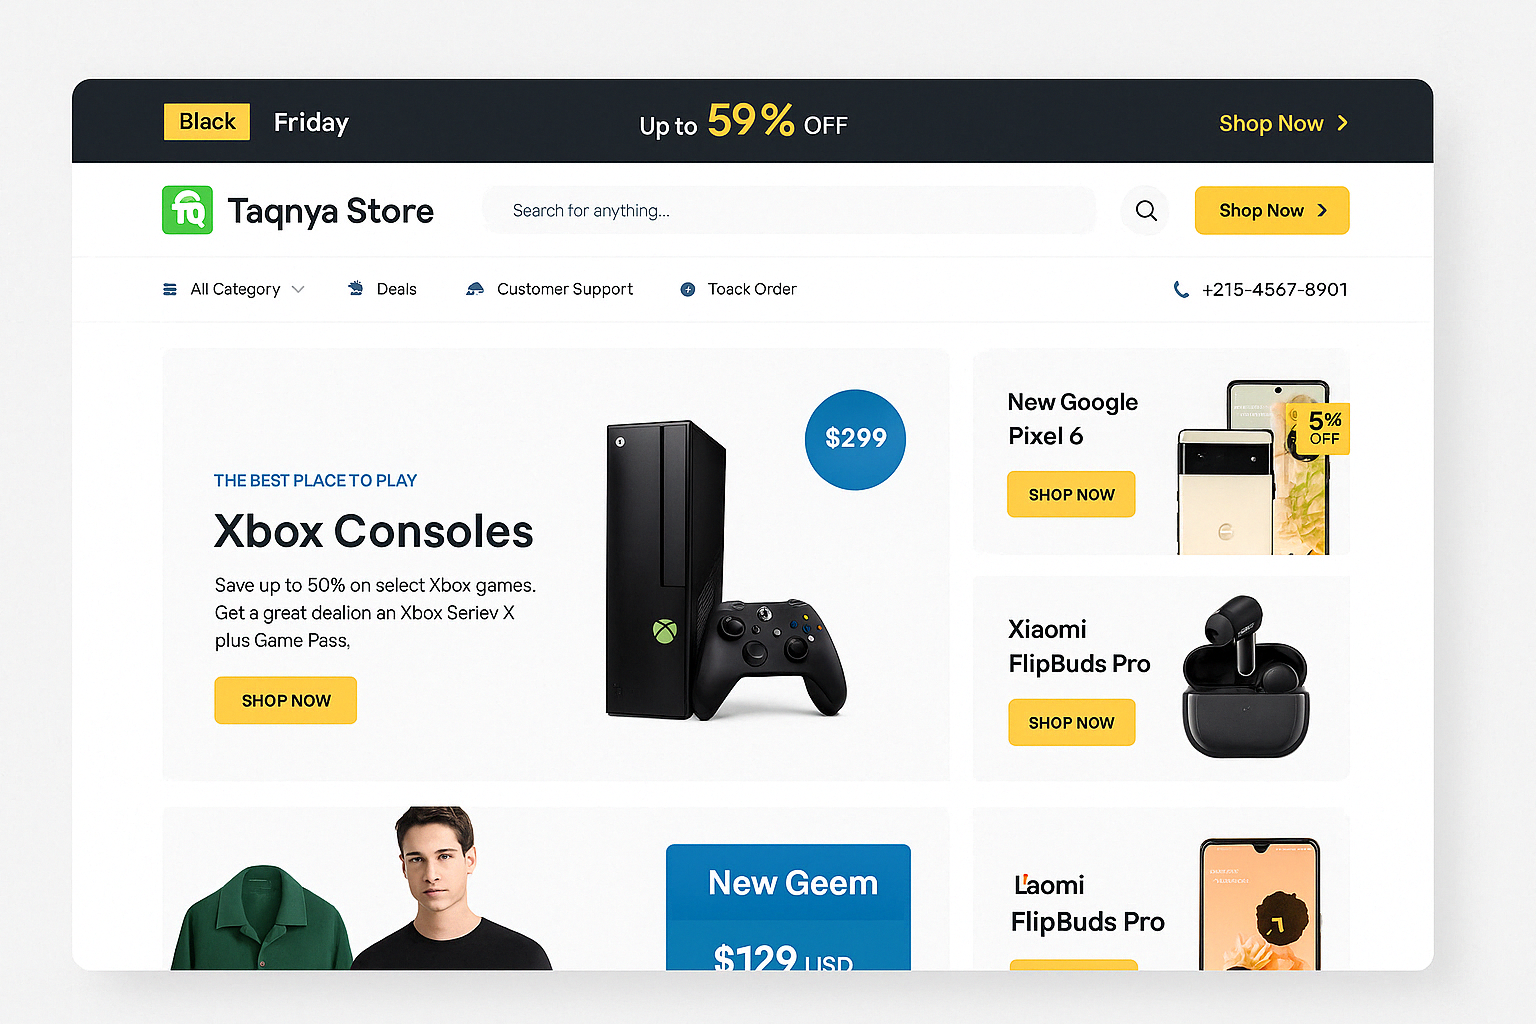 Black Friday
Up to 59% OFF
Shop Now
TQ
Taqnya Store
Search for anything...
Shop Now
All Category
Deals
Customer Support
Toack Order
+215-4567-8901
THE BEST PLACE TO PLAY
Xbox Consoles
Save up to 50% on select Xbox games.
Get a great dealion an Xbox Seriev X
plus Game Pass,
SHOP NOW
$299
New Google
Pixel 6
SHOP NOW
5%
OFF
Xiaomi
FlipBuds Pro
SHOP NOW
New Geem
$129 USD
Laomi
FlipBuds Pro